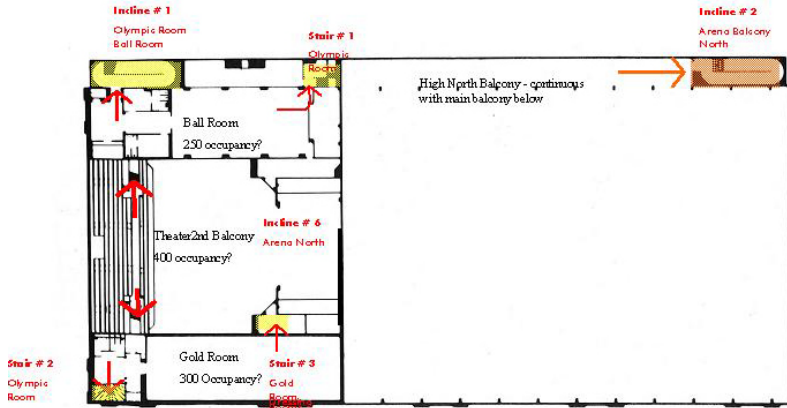 Incline # 1
Olympic Room
Ball Room
Stair # 1
Olympic
Room
Incline # 2
Arena Balcony
North
High North Balcony - continuous
with main balcony below
Ball Room
250 occupancy?
Incline # 6
Arena North
Theater2nd Balcony
400 occupancy?
Stair # 2
Olympic
Room
Gold Room
300 Occupancy?
Stair # 3
Gold
Room